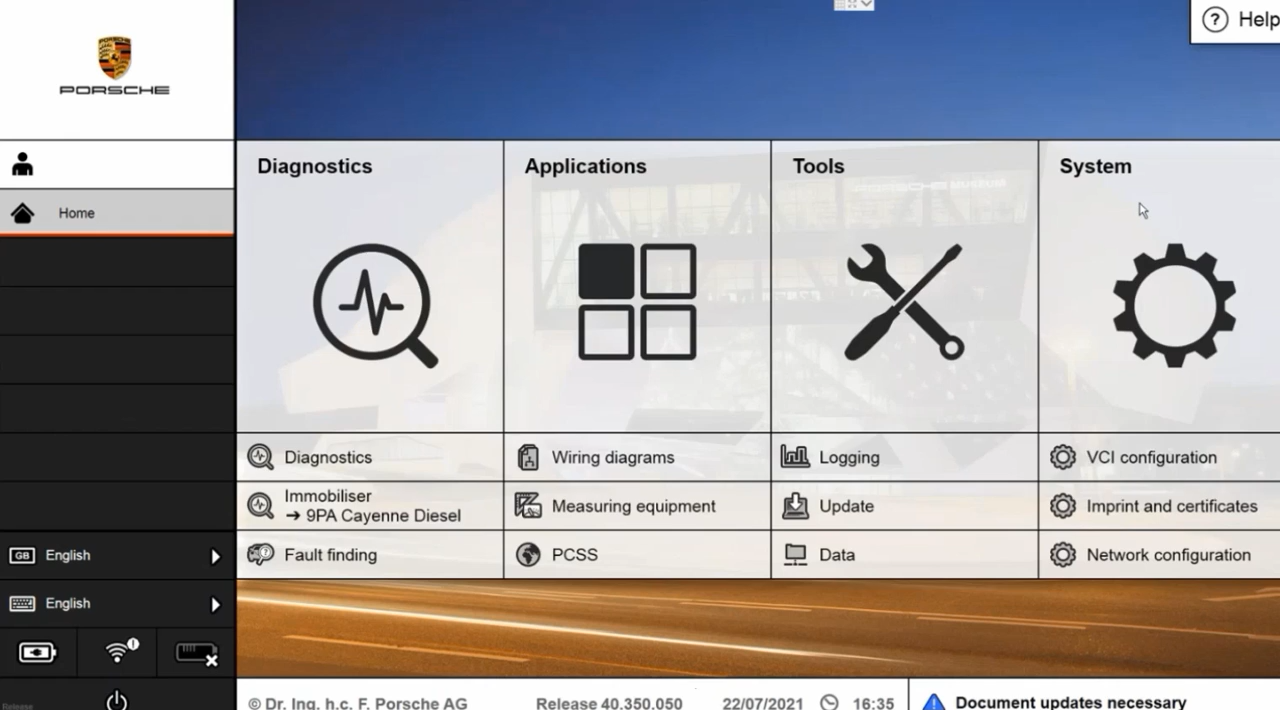 Help
PORSCHE
Home
Diagnostics
Applications
Tools
System
Diagnostics
Wiring diagrams
Logging
VCI configuration
Immobiliser
➔ 9PA Cayenne Diesel
Measuring equipment
Update
Imprint and certificates
Fault finding
PCSS
Data
Network configuration
GB English
English
Release
© Dr. Ing. h.c. F. Porsche AG
Release 40.350.050
22/07/2021
16:35
Document updates necessary